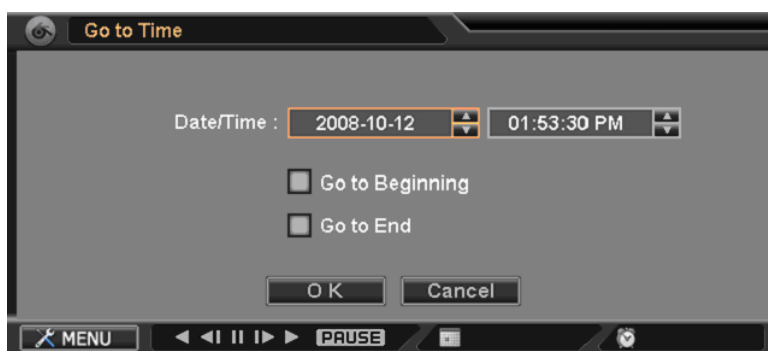 Go to Time
Date/Time : 2008-10-12 01:53:30 PM
Go to Beginning
Go to End
OK Cancel
MENU PAUSE